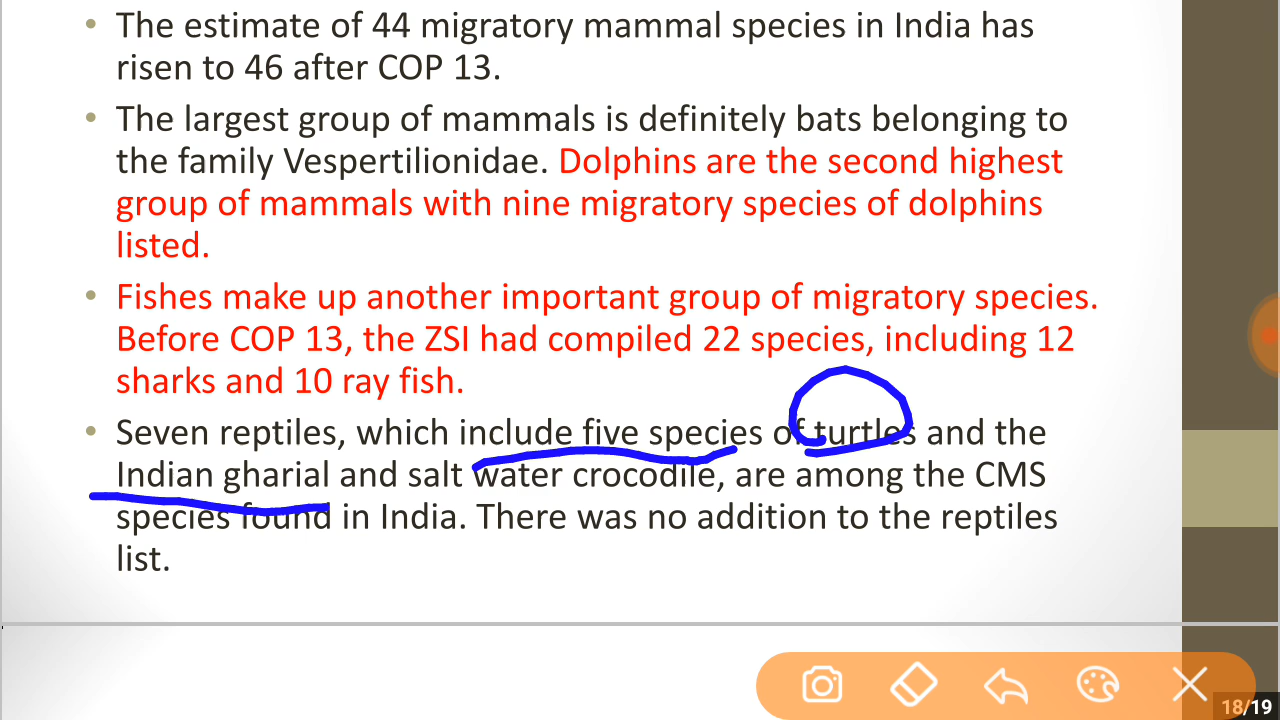 The estimate of 44 migratory mammal species in India has
risen to 46 after COP 13.
The largest group of mammals is definitely bats belonging to
the family Vespertilionidae. Dolphins are the second highest
group of mammals with nine migratory species of dolphins
listed.
Fishes make up another important group of migratory species.
Before COP 13, the ZSI had compiled 22 species, including 12
sharks and 10 ray fish.
Seven reptiles, which include five species of turtles and the
Indian gharial and salt water crocodile, are among the CMS
species found in India. There was no addition to the reptiles
list.
18/19